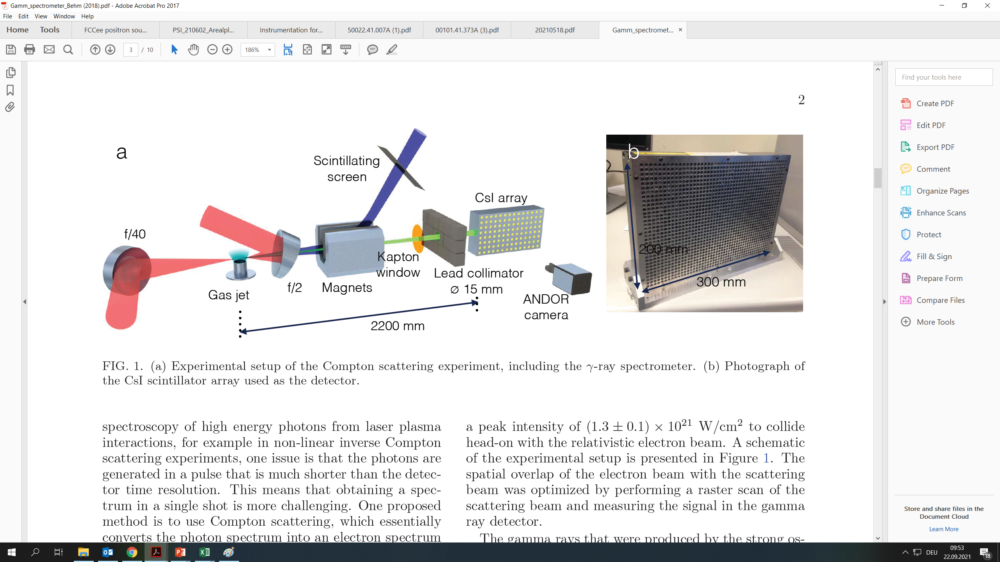 Gamm_spectrometer_Behm (2018).pdf - Adobe Acrobat Pro 2017
File Edit View Window Help
Home Tools FCCee positron sou... PSI_210602_Arealpl... Instrumentation for... 50022.41.007A (1).pdf 00101.41.373A (3).pdf 20210518.pdf Gamm_spectromet... ×
3 / 10 186%
2
a
Scintillating
screen
CsI array
f/40
Kapton
window
Lead collimator
⌀ 15 mm
f/2
Magnets
Gas jet
ANDOR
camera
2200 mm
b
200 mm
300 mm
FIG. 1. (a) Experimental setup of the Compton scattering experiment, including the γ-ray spectrometer. (b) Photograph of
the CsI scintillator array used as the detector.
spectroscopy of high energy photons from laser plasma
interactions, for example in non-linear inverse Compton
scattering experiments, one issue is that the photons are
generated in a pulse that is much shorter than the detec-
tor time resolution. This means that obtaining a spec-
trum in a single shot is more challenging. One proposed
method is to use Compton scattering, which essentially
converts the photon spectrum into an electron spectrum
a peak intensity of (1.3 ± 0.1) × 10²¹ W/cm² to collide
head-on with the relativistic electron beam. A schematic
of the experimental setup is presented in Figure 1. The
spatial overlap of the electron beam with the scattering
beam was optimized by performing a raster scan of the
scattering beam and measuring the signal in the gamma
ray detector.
The gamma rays that were produced by the strong os-
Find your tools here
Create PDF
Edit PDF
Export PDF
Comment
Organize Pages
Enhance Scans
Protect
Fill & Sign
Prepare Form
Compare Files
More Tools
Store and share files in the
Document Cloud
Learn More
DEU
09:53
22.09.2021
18